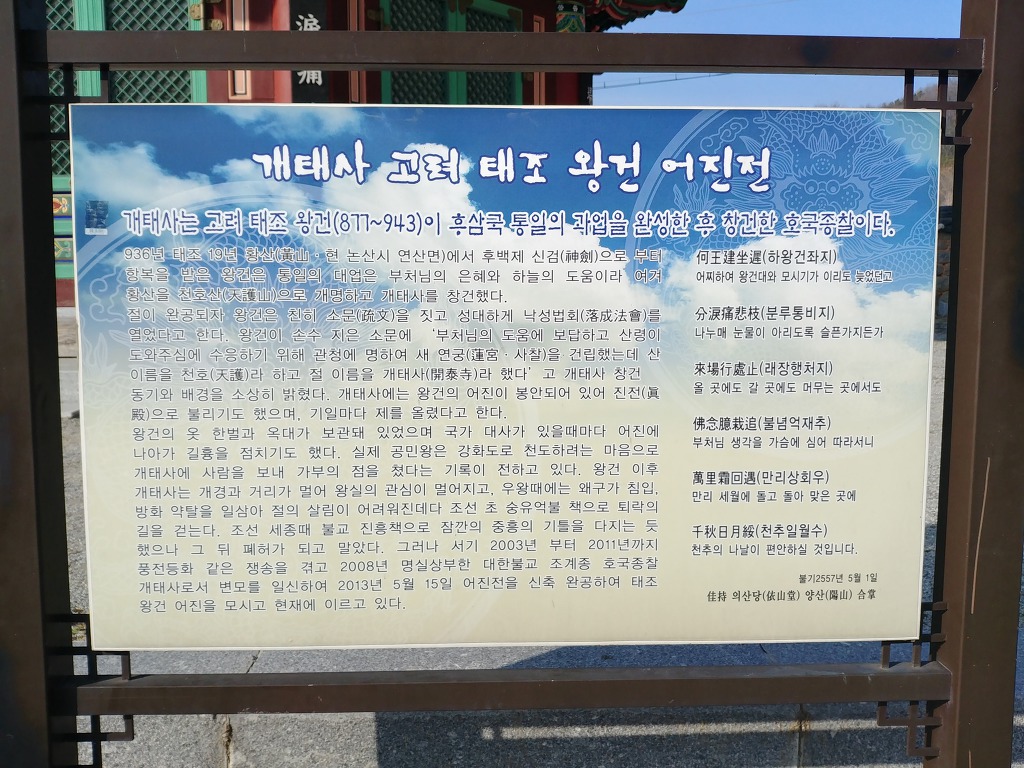 淚
痛
개태사 고려 태조 왕건 어진전
개태사는 고려 태조 왕건(877~943)이 후삼국 통일의 과업을 완성한 후 창건한 호국종찰이다.
936년 태조 19년 황산(黃山 · 현 논산시 연산면)에서 후백제 신검(神劍)으로 부터
항복을 받은 왕건은 통일의 대업은 부처님의 은혜와 하늘의 도움이라 여겨
황산을 천호산(天護山)으로 개명하고 개태사를 창건했다.
절이 완공되자 왕건은 친히 소문(疏文)을 짓고 성대하게 낙성법회(落成法會)를
열었다고 한다. 왕건이 손수 지은 소문에 ‘부처님의 도움에 보답하고 산령이
도와주심에 수응하기 위해 관청에 명하여 새 연궁(蓮宮 · 사찰)을 건립했는데 산
이름을 천호(天護)라 하고 절 이름을 개태사(開泰寺)라 했다’고 개태사 창건
동기와 배경을 소상히 밝혔다. 개태사에는 왕건의 어진이 봉안되어 있어 진전(眞
殿)으로 불리기도 했으며, 기일마다 제를 올렸다고 한다.
왕건의 옷 한벌과 옥대가 보관돼 있었으며 국가 대사가 있을때마다 어진에
나아가 길흉을 점치기도 했다. 실제 공민왕은 강화도로 천도하려는 마음으로
개태사에 사람을 보내 가부의 점을 쳤다는 기록이 전하고 있다. 왕건 이후
개태사는 개경과 거리가 멀어 왕실의 관심이 멀어지고, 우왕때에는 왜구가 침입,
방화 약탈을 일삼아 절의 살림이 어려워진데다 조선 초 숭유억불 책으로 퇴락의
길을 걷는다. 조선 세종때 불교 진흥책으로 잠깐의 중흥의 기틀을 다지는 듯
했으나 그 뒤 폐허가 되고 말았다. 그러나 서기 2003년 부터 2011년까지
풍전등화 같은 쟁송을 겪고 2008년 명실상부한 대한불교 조계종 호국종찰
개태사로서 변모를 일신하여 2013년 5월 15일 어진전을 신축 완공하여 태조
왕건 어진을 모시고 현재에 이르고 있다.
何王建坐遲(하왕건좌지)
어찌하여 왕건대와 모시기가 이리도 늦었던고
分淚痛悲枝(분루통비지)
나누매 눈물이 아리도록 슬픈가지든가
來場行處止(래장행처지)
올 곳에도 갈 곳에도 머무는 곳에서도
佛念臆栽追(불념억재추)
부처님 생각을 가슴에 심어 따라서니
萬里霜回遇(만리상회우)
만리 세월에 돌고 돌아 맞은 곳에
千秋日月綏(천추일월수)
천추의 나날이 편안하실 것입니다.
불기2557년 5월 1일
住持 의산당(依山堂) 양산(陽山) 合掌